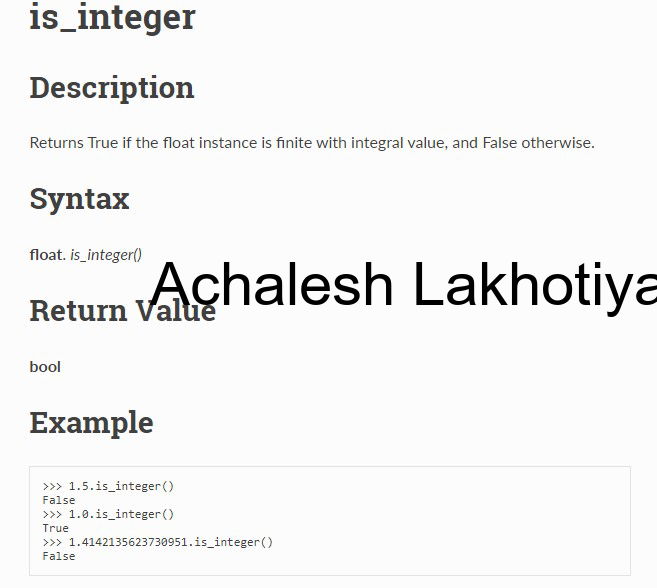 is_integer
Description
Returns True if the float instance is finite with integral value, and False otherwise.
Syntax
float. is_integer()
Achalesh Lakhotiya
Return Value
bool
Example
>>> 1.5.is_integer()
False
>>> 1.0.is_integer()
True
>>> 1.4142135623730951.is_integer()
False